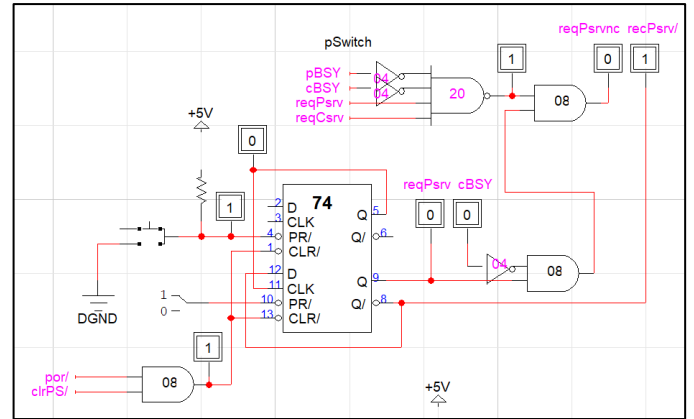 reqPsrvnc recPsrv/
pSwitch
0 1
pBSY 04 1
cBSY 04 20 08
reqPsrv
reqCsrv
+5V
0
reqPsrv cBSY
74
1 2 D Q 5 0 0
3 CLK
4 PR/ Q/ 6
1 CLR/
12 D 04 08
11 CLK Q 9
1 10 PR/ Q/ 8
0 13 CLR/
DGND
1
por/ 08
clrPS/
+5V